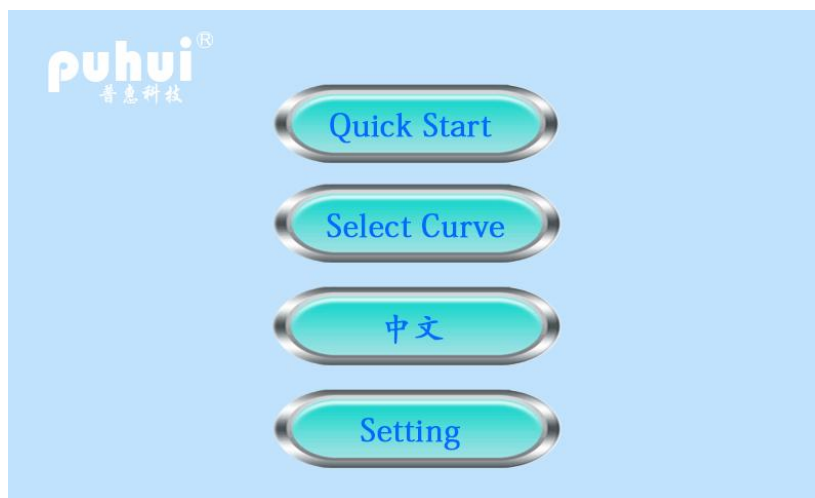 puhui®
普惠科技
Quick Start
Select Curve
中文
Setting